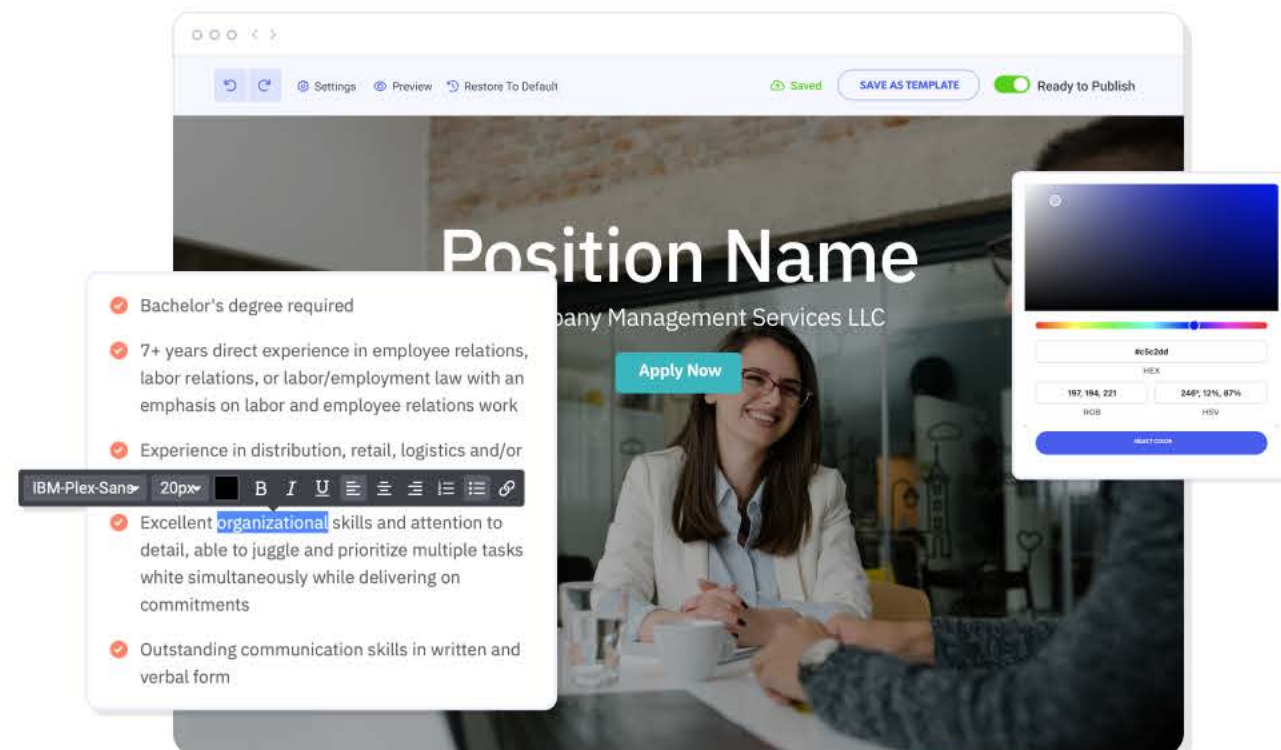 Settings Preview Restore To Default Saved SAVE AS TEMPLATE Ready to Publish
Position Name
pany Management Services LLC
Apply Now
Bachelor's degree required
7+ years direct experience in employee relations,
labor relations, or labor/employment law with an
emphasis on labor and employee relations work
Experience in distribution, retail, logistics and/or
IBM-Plex-Sans 20px B I U
Excellent organizational skills and attention to
detail, able to juggle and prioritize multiple tasks
white simultaneously while delivering on
commitments
Outstanding communication skills in written and
verbal form
#c5c2dd
HEX
197, 194, 221 246°, 12%, 87%
RGB HSV
SELECT COLOR